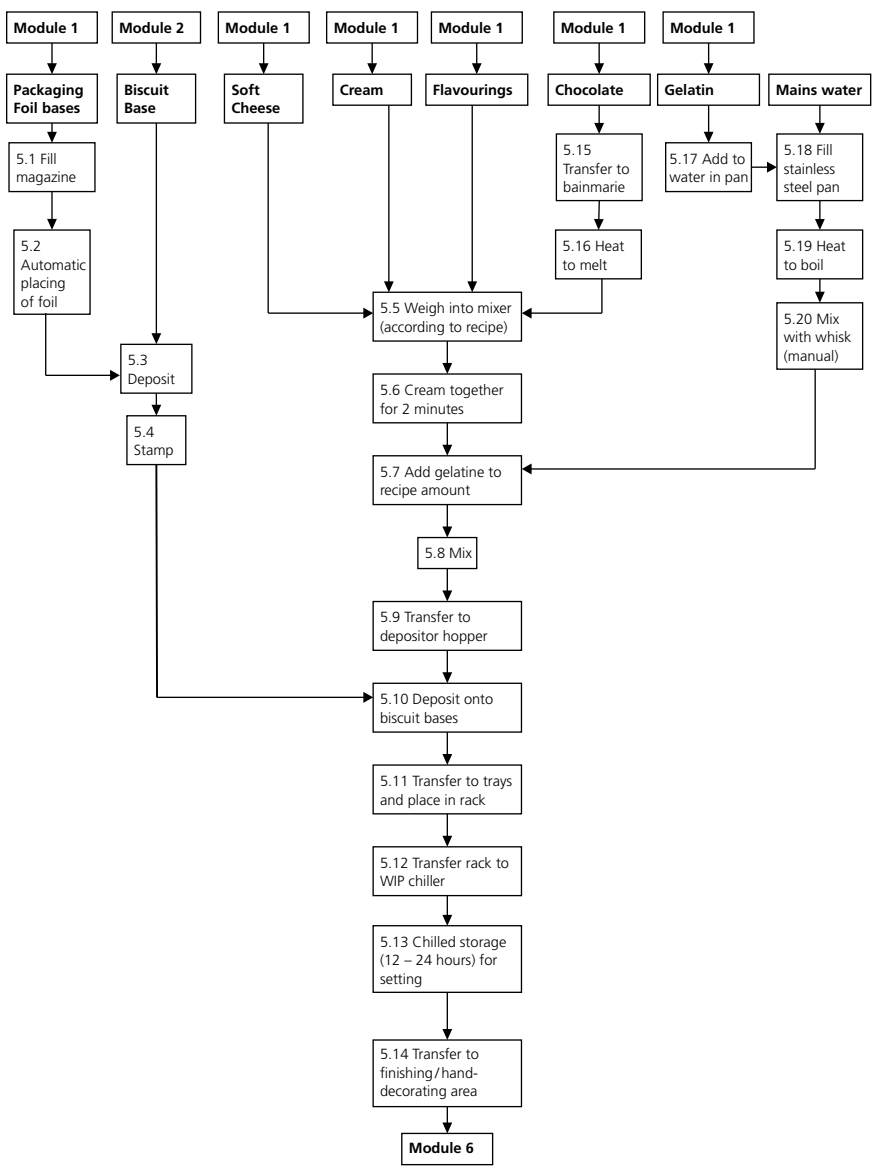 Module 1
Module 2
Module 1
Module 1
Module 1
Module 1
Module 1
Packaging
Foil bases
Biscuit
Base
Soft
Cheese
Cream
Flavourings
Chocolate
Gelatin
Mains water
5.1 Fill
magazine
5.15
Transfer to
bainmarie
5.17 Add to
water in pan
5.18 Fill
stainless
steel pan
5.2
Automatic
placing
of foil
5.16 Heat
to melt
5.19 Heat
to boil
5.5 Weigh into mixer
(according to recipe)
5.20 Mix
with whisk
(manual)
5.3
Deposit
5.6 Cream together
for 2 minutes
5.4
Stamp
5.7 Add gelatine to
recipe amount
5.8 Mix
5.9 Transfer to
depositor hopper
5.10 Deposit onto
biscuit bases
5.11 Transfer to trays
and place in rack
5.12 Transfer rack to
WIP chiller
5.13 Chilled storage
(12 – 24 hours) for
setting
5.14 Transfer to
finishing/hand-
decorating area
Module 6